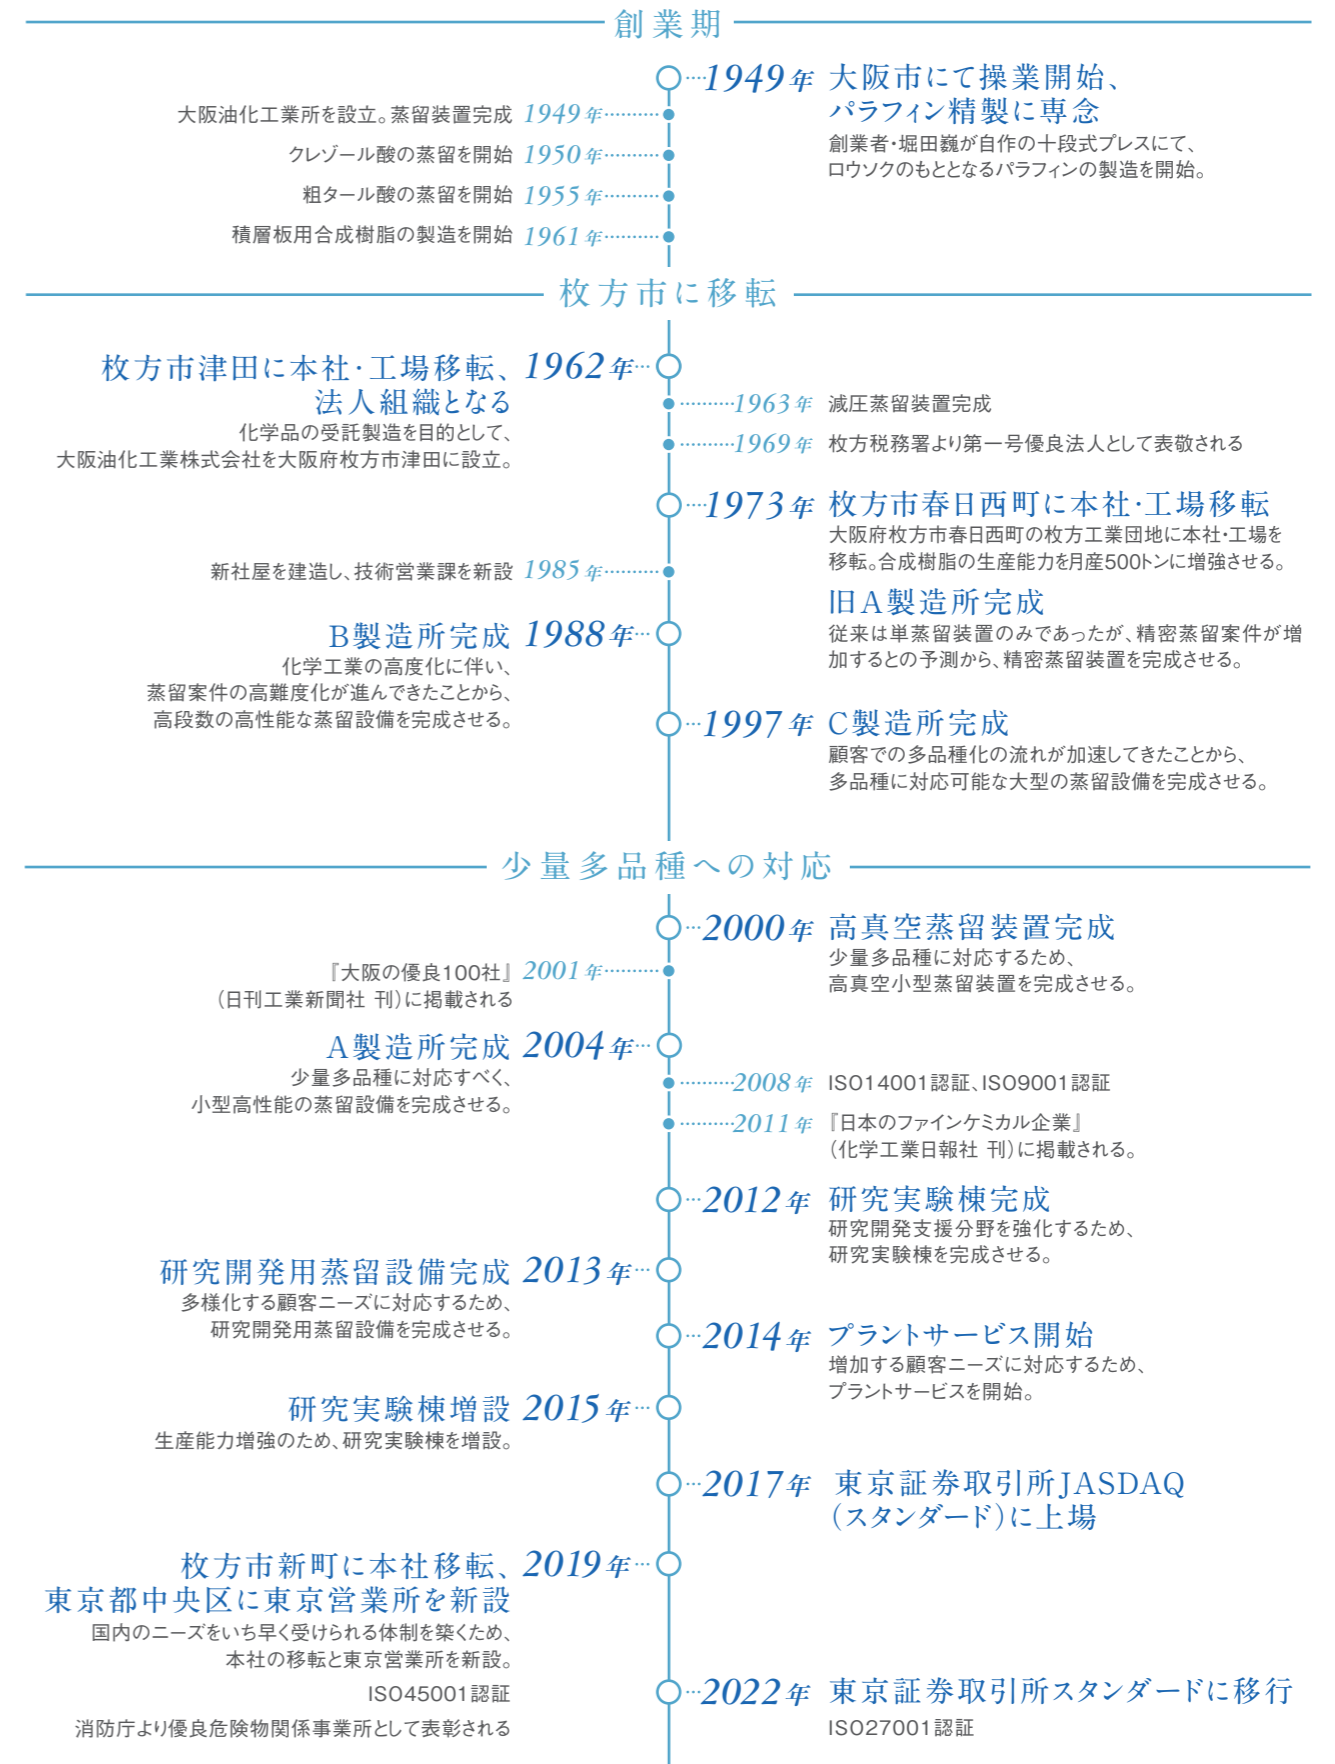 創業期
1949年 大阪市にて操業開始、
パラフィン精製に専念
創業者・堀田巍が自作の十段式プレスにて、
ロウソクのもととなるパラフィンの製造を開始。
大阪油化工業所を設立。蒸留装置完成 1949年
クレゾール酸の蒸留を開始 1950年
粗タール酸の蒸留を開始 1955年
積層板用合成樹脂の製造を開始 1961年
枚方市に移転
枚方市津田に本社・工場移転、 1962年
法人組織となる
化学品の受託製造を目的として、
大阪油化工業株式会社を大阪府枚方市津田に設立。
1963年 減圧蒸留装置完成
1969年 枚方税務署より第一号優良法人として表敬される
1973年 枚方市春日西町に本社・工場移転
大阪府枚方市春日西町の枚方工業団地に本社・工場を
移転。合成樹脂の生産能力を月産500トンに増強させる。
旧A製造所完成
従来は単蒸留装置のみであったが、精密蒸留案件が増
加するとの予測から、精密蒸留装置を完成させる。
新社屋を建造し、技術営業課を新設 1985年
B製造所完成 1988年
化学工業の高度化に伴い、
蒸留案件の高難度化が進んできたことから、
高段数の高性能な蒸留設備を完成させる。
1997年 C製造所完成
顧客での多品種化の流れが加速してきたことから、
多品種に対応可能な大型の蒸留設備を完成させる。
少量多品種への対応
2000年 高真空蒸留装置完成
少量多品種に対応するため、
高真空小型蒸留装置を完成させる。
『大阪の優良100社』 2001年
（日刊工業新聞社 刊）に掲載される
A製造所完成 2004年
少量多品種に対応すべく、
小型高性能の蒸留設備を完成させる。
2008年 ISO14001認証、ISO9001認証
2011年 『日本のファインケミカル企業』
（化学工業日報社 刊）に掲載される。
2012年 研究実験棟完成
研究開発支援分野を強化するため、
研究実験棟を完成させる。
研究開発用蒸留設備完成 2013年
多様化する顧客ニーズに対応するため、
研究開発用蒸留設備を完成させる。
2014年 プラントサービス開始
増加する顧客ニーズに対応するため、
プラントサービスを開始。
研究実験棟増設 2015年
生産能力増強のため、研究実験棟を増設。
2017年 東京証券取引所JASDAQ
（スタンダード）に上場
枚方市新町に本社移転、 2019年
東京都中央区に東京営業所を新設
国内のニーズをいち早く受けられる体制を築くため、
本社の移転と東京営業所を新設。
ISO45001認証
消防庁より優良危険物関係事業所として表彰される
2022年 東京証券取引所スタンダードに移行
ISO27001認証